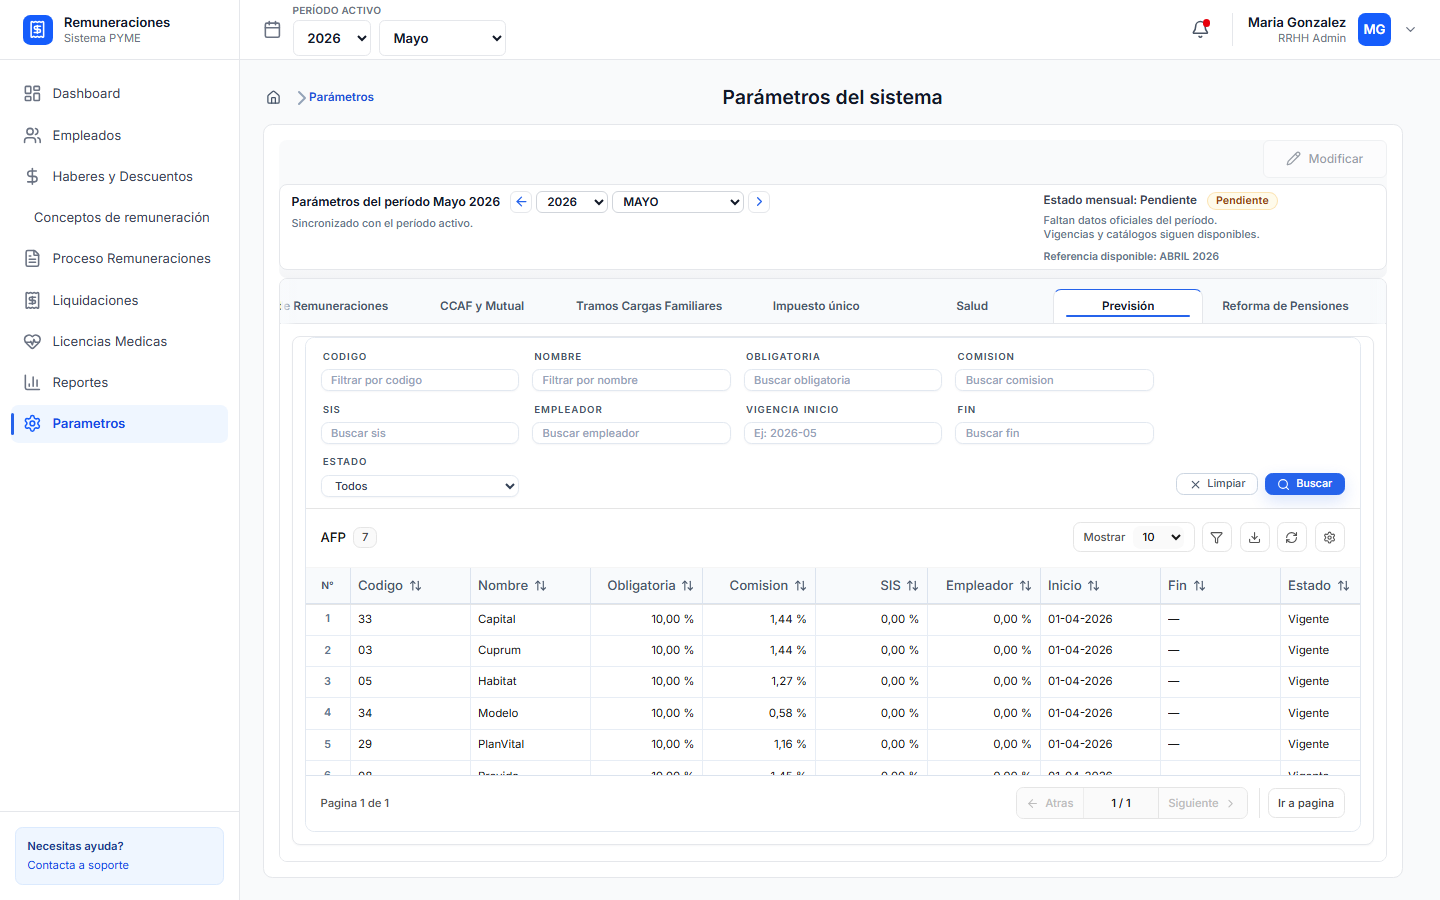 Remuneraciones
Sistema PYME
PERÍODO ACTIVO
2026
Mayo
Maria Gonzalez
RRHH Admin
MG
Dashboard
Empleados
Haberes y Descuentos
Conceptos de remuneración
Proceso Remuneraciones
Liquidaciones
Licencias Medicas
Reportes
Parametros
Necesitas ayuda?
Contacta a soporte
Parámetros
Parámetros del sistema
Modificar
Parámetros del período Mayo 2026
2026
MAYO
Sincronizado con el período activo.
Estado mensual: Pendiente
Pendiente
Faltan datos oficiales del período.
Vigencias y catálogos siguen disponibles.
Referencia disponible: ABRIL 2026
Remuneraciones
CCAF y Mutual
Tramos Cargas Familiares
Impuesto único
Salud
Previsión
Reforma de Pensiones
CODIGO
NOMBRE
OBLIGATORIA
COMISION
Filtrar por codigo
Filtrar por nombre
Buscar obligatoria
Buscar comision
SIS
EMPLEADOR
VIGENCIA INICIO
FIN
Buscar sis
Buscar empleador
Ej: 2026-05
Buscar fin
ESTADO
Todos
Limpiar
Buscar
AFP 7
Mostrar 10
N° Codigo Nombre Obligatoria Comision SIS Empleador Inicio Fin Estado
1 33 Capital 10,00 % 1,44 % 0,00 % 0,00 % 01-04-2026 — Vigente
2 03 Cuprum 10,00 % 1,44 % 0,00 % 0,00 % 01-04-2026 — Vigente
3 05 Habitat 10,00 % 1,27 % 0,00 % 0,00 % 01-04-2026 — Vigente
4 34 Modelo 10,00 % 0,58 % 0,00 % 0,00 % 01-04-2026 — Vigente
5 29 PlanVital 10,00 % 1,16 % 0,00 % 0,00 % 01-04-2026 — Vigente
Pagina 1 de 1
Atras
1 / 1
Siguiente
Ir a pagina